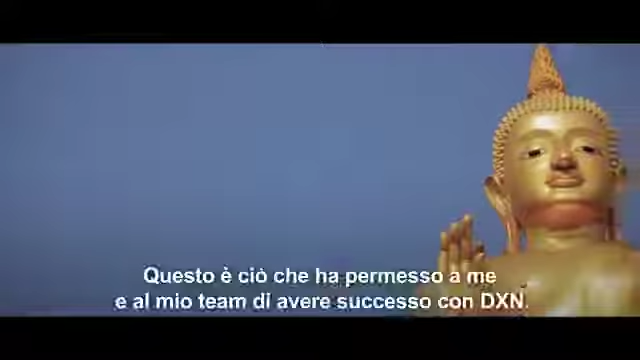 Questo è ciò che ha permesso a me
e al mio team di avere successo con DXN.